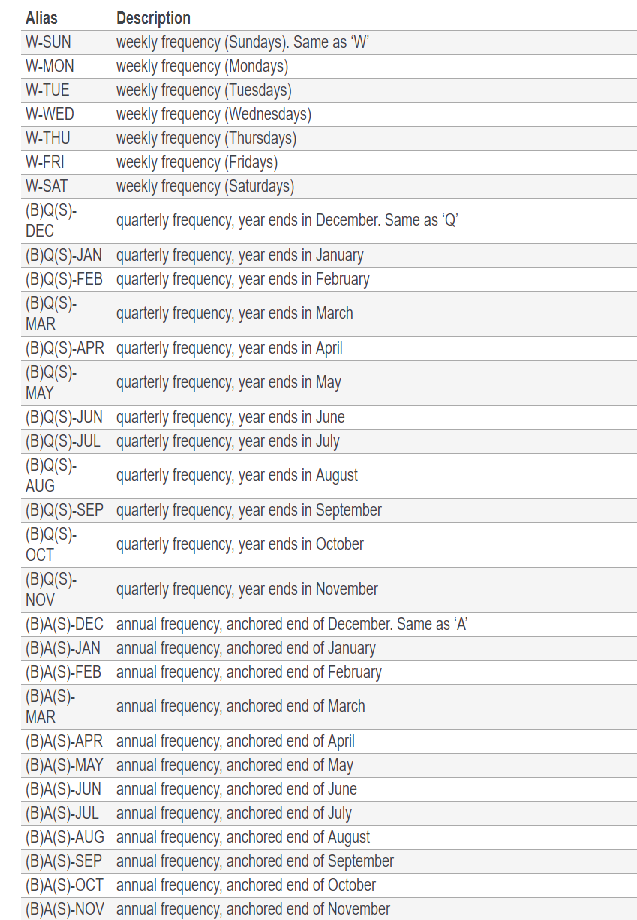 Alias Description
W-SUN weekly frequency (Sundays). Same as ‘W’
W-MON weekly frequency (Mondays)
W-TUE weekly frequency (Tuesdays)
W-WED weekly frequency (Wednesdays)
W-THU weekly frequency (Thursdays)
W-FRI weekly frequency (Fridays)
W-SAT weekly frequency (Saturdays)
(B)Q(S)-
DEC quarterly frequency, year ends in December. Same as ‘Q’
(B)Q(S)-JAN quarterly frequency, year ends in January
(B)Q(S)-FEB quarterly frequency, year ends in February
(B)Q(S)-
MAR quarterly frequency, year ends in March
(B)Q(S)-APR quarterly frequency, year ends in April
(B)Q(S)-
MAY quarterly frequency, year ends in May
(B)Q(S)-JUN quarterly frequency, year ends in June
(B)Q(S)-JUL quarterly frequency, year ends in July
(B)Q(S)-
AUG quarterly frequency, year ends in August
(B)Q(S)-SEP quarterly frequency, year ends in September
(B)Q(S)-
OCT quarterly frequency, year ends in October
(B)Q(S)-
NOV quarterly frequency, year ends in November
(B)A(S)-DEC annual frequency, anchored end of December. Same as ‘A’
(B)A(S)-JAN annual frequency, anchored end of January
(B)A(S)-FEB annual frequency, anchored end of February
(B)A(S)-
MAR annual frequency, anchored end of March
(B)A(S)-APR annual frequency, anchored end of April
(B)A(S)-MAY annual frequency, anchored end of May
(B)A(S)-JUN annual frequency, anchored end of June
(B)A(S)-JUL annual frequency, anchored end of July
(B)A(S)-AUG annual frequency, anchored end of August
(B)A(S)-SEP annual frequency, anchored end of September
(B)A(S)-OCT annual frequency, anchored end of October
(B)A(S)-NOV annual frequency, anchored end of November